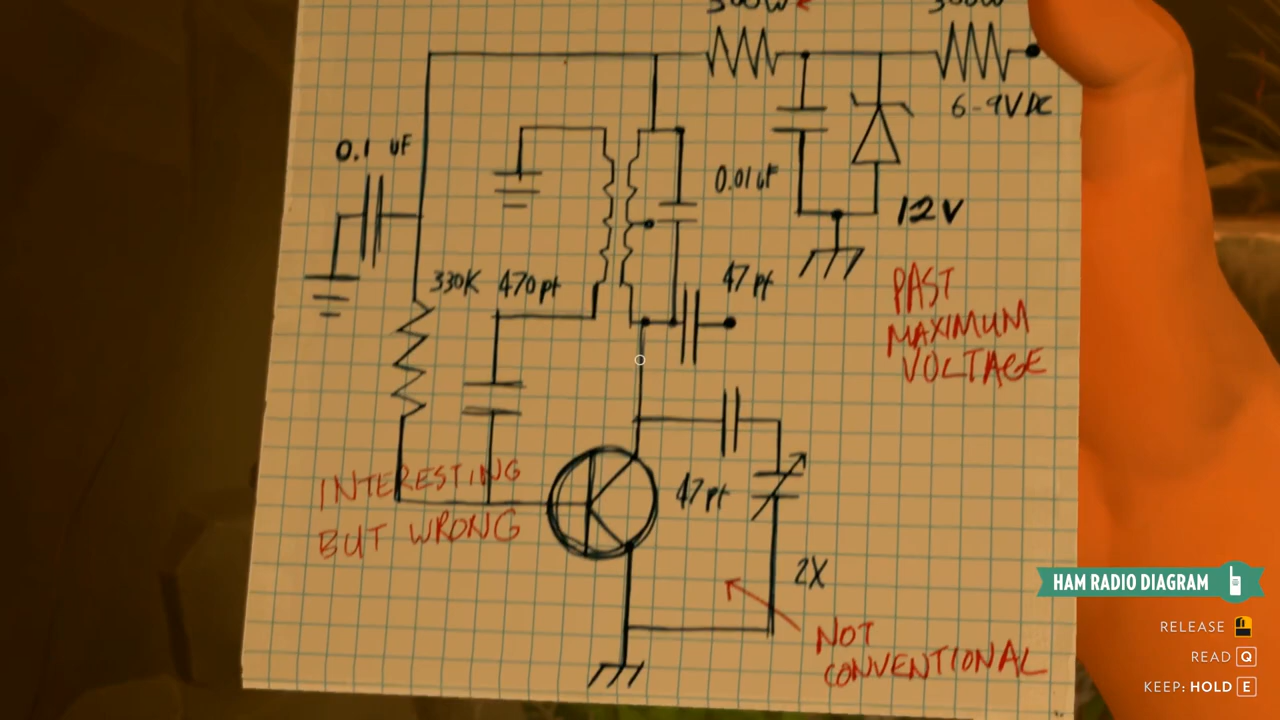 6-9VDC
0.1 uF
0.01uf
12V
330K 470pf
47pf
PAST
MAXIMUM
VOLTAGE
INTERESTING
BUT WRONG
47pf
2X
NOT
CONVENTIONAL
HAM RADIO DIAGRAM
RELEASE
READ Q
KEEP: HOLD E